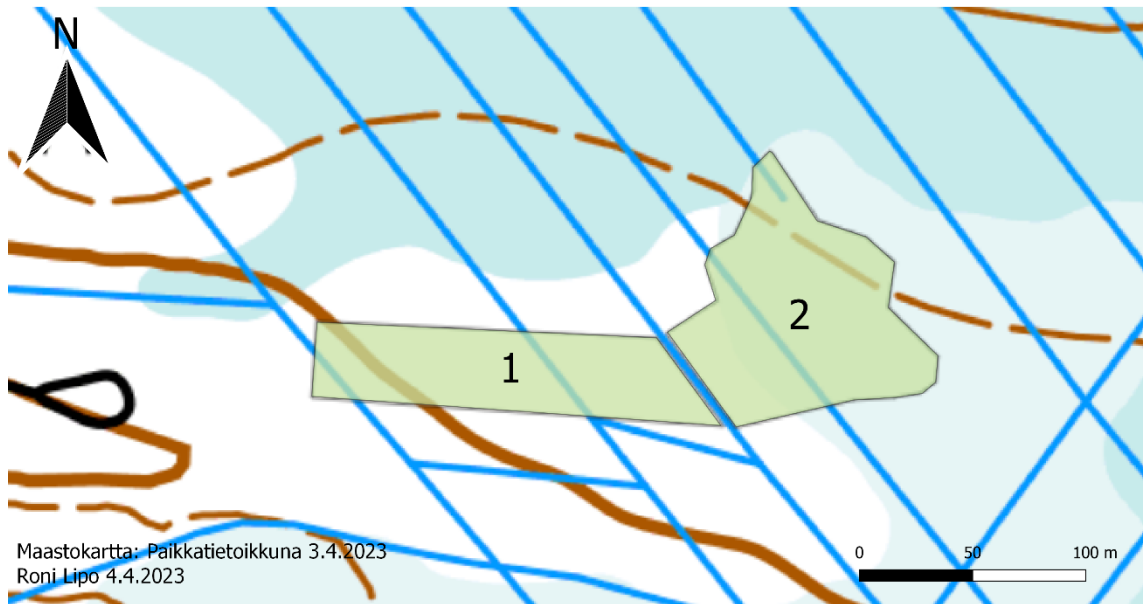 N
2
1
Maastokartta: Paikkatietoikkuna 3.4.2023
Roni Lipo 4.4.2023
0 50 100 m